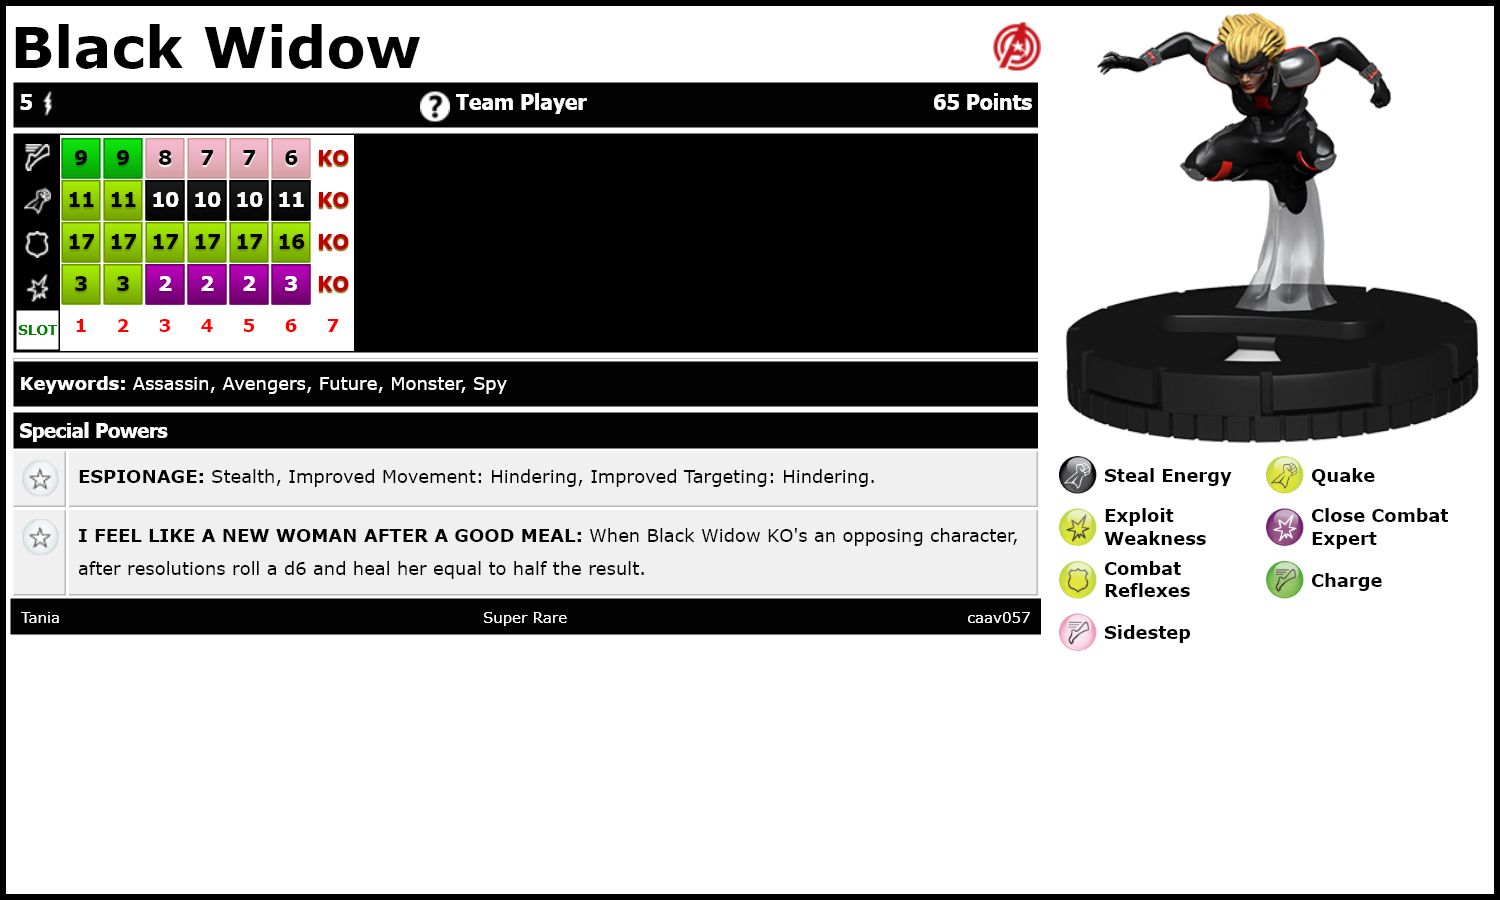 Black Widow
5 ? Team Player 65 Points
9 9 8 7 7 6 KO
11 11 10 10 10 11 KO
17 17 17 17 17 16 KO
3 3 2 2 2 3 KO
SLOT 1 2 3 4 5 6 7
Keywords: Assassin, Avengers, Future, Monster, Spy
Special Powers
ESPIONAGE: Stealth, Improved Movement: Hindering, Improved Targeting: Hindering.
I FEEL LIKE A NEW WOMAN AFTER A GOOD MEAL: When Black Widow KO's an opposing character,
after resolutions roll a d6 and heal her equal to half the result.
Tania Super Rare caav057
Steal Energy
Quake
Exploit
Weakness
Close Combat
Expert
Combat
Reflexes
Charge
Sidestep